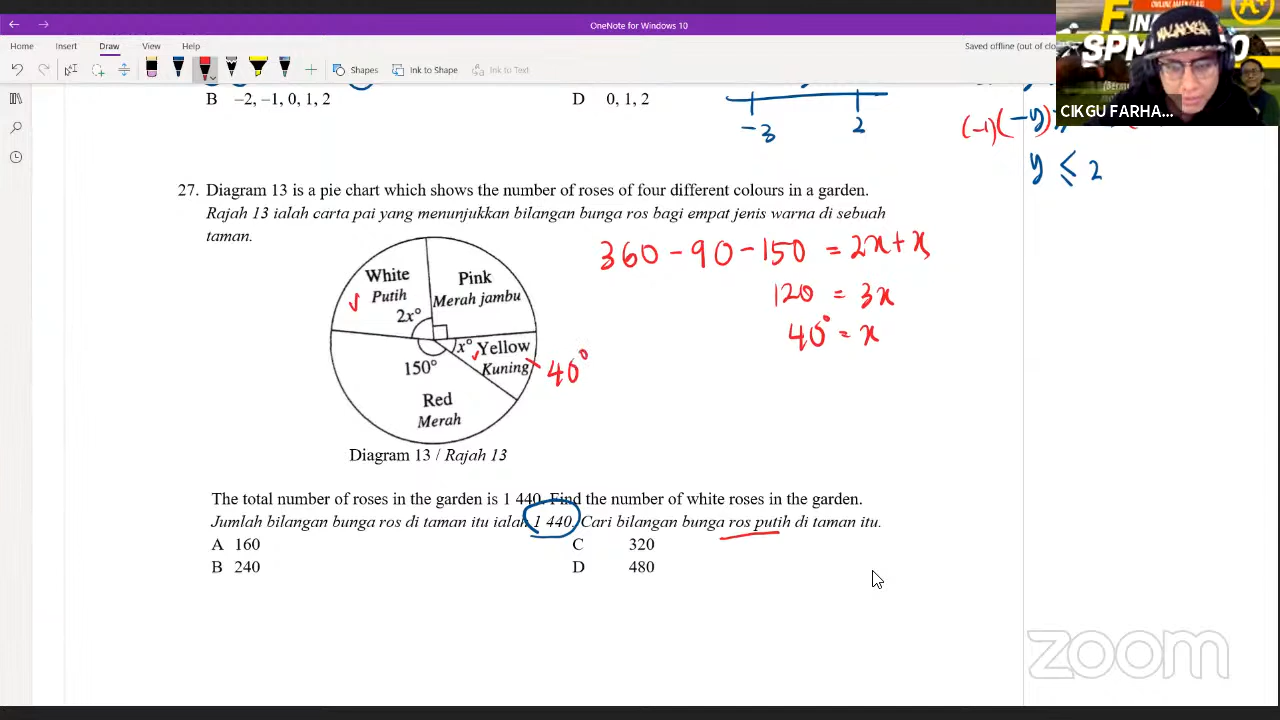 OneNote for Windows 10
Home Insert Draw View Help
Saved offline (out of
Shapes Ink to Shape Ink to Text
ONLINE MATH CLASS
A+
FIN
SPM
MALAYSIA
CIKGU FARHA...
B −2, −1, 0, 1, 2 D 0, 1, 2
−3 2
(-1)(-y)
y ⩽ 2
27. Diagram 13 is a pie chart which shows the number of roses of four different colours in a garden.
Rajah 13 ialah carta pai yang menunjukkan bilangan bunga ros bagi empat jenis warna di sebuah
taman.
360 - 90 - 150 = 2x + x
120 = 3x
40° = x
White
Putih
2x°
Pink
Merah jambu
x° Yellow
Kuning
40°
150°
Red
Merah
Diagram 13 / Rajah 13
The total number of roses in the garden is 1 440. Find the number of white roses in the garden.
Jumlah bilangan bunga ros di taman itu ialah 1 440. Cari bilangan bunga ros putih di taman itu.
A 160 C 320
B 240 D 480
zoom